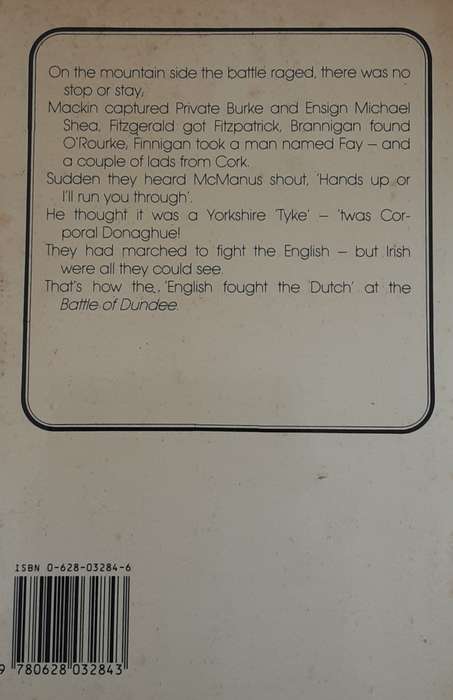 On the mountain side the battle raged, there was no
stop or stay;
Mackin captured Private Burke and Ensign Michael
Shea, Fitzgerald got Fitzpatrick, Brannigan found
O'Rourke, Finnigan took a man named Fay – and
a couple of lads from Cork.
Sudden they heard McManus shout, 'Hands up or
I'll run you through'.
He thought it was a Yorkshire 'Tyke' – 'twas Cor-
poral Donaghue!
They had marched to fight the English – but Irish
were all they could see.
That's how the 'English fought the 'Dutch' at the
Battle of Dundee.
ISBN 0-628-03284-6
9 780628 032843